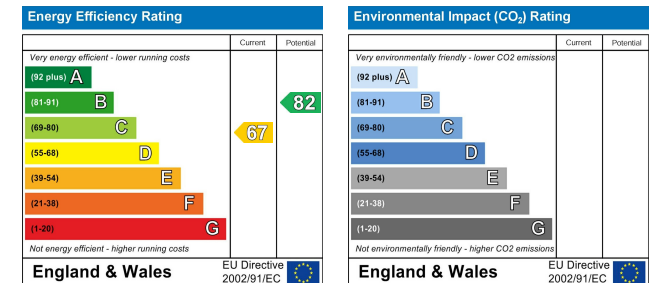 Energy Efficiency Rating
Current Potential
Very energy efficient - lower running costs
(92 plus) A
(81-91) B
82
(69-80) C
67
(55-68) D
(39-54) E
(21-38) F
(1-20) G
Not energy efficient - higher running costs
England & Wales
EU Directive
2002/91/EC
Environmental Impact (CO2) Rating
Current Potential
Very environmentally friendly - lower CO2 emissions
(92 plus) A
(81-91) B
(69-80) C
(55-68) D
(39-54) E
(21-38) F
(1-20) G
Not environmentally friendly - higher CO2 emissions
England & Wales
EU Directive
2002/91/EC